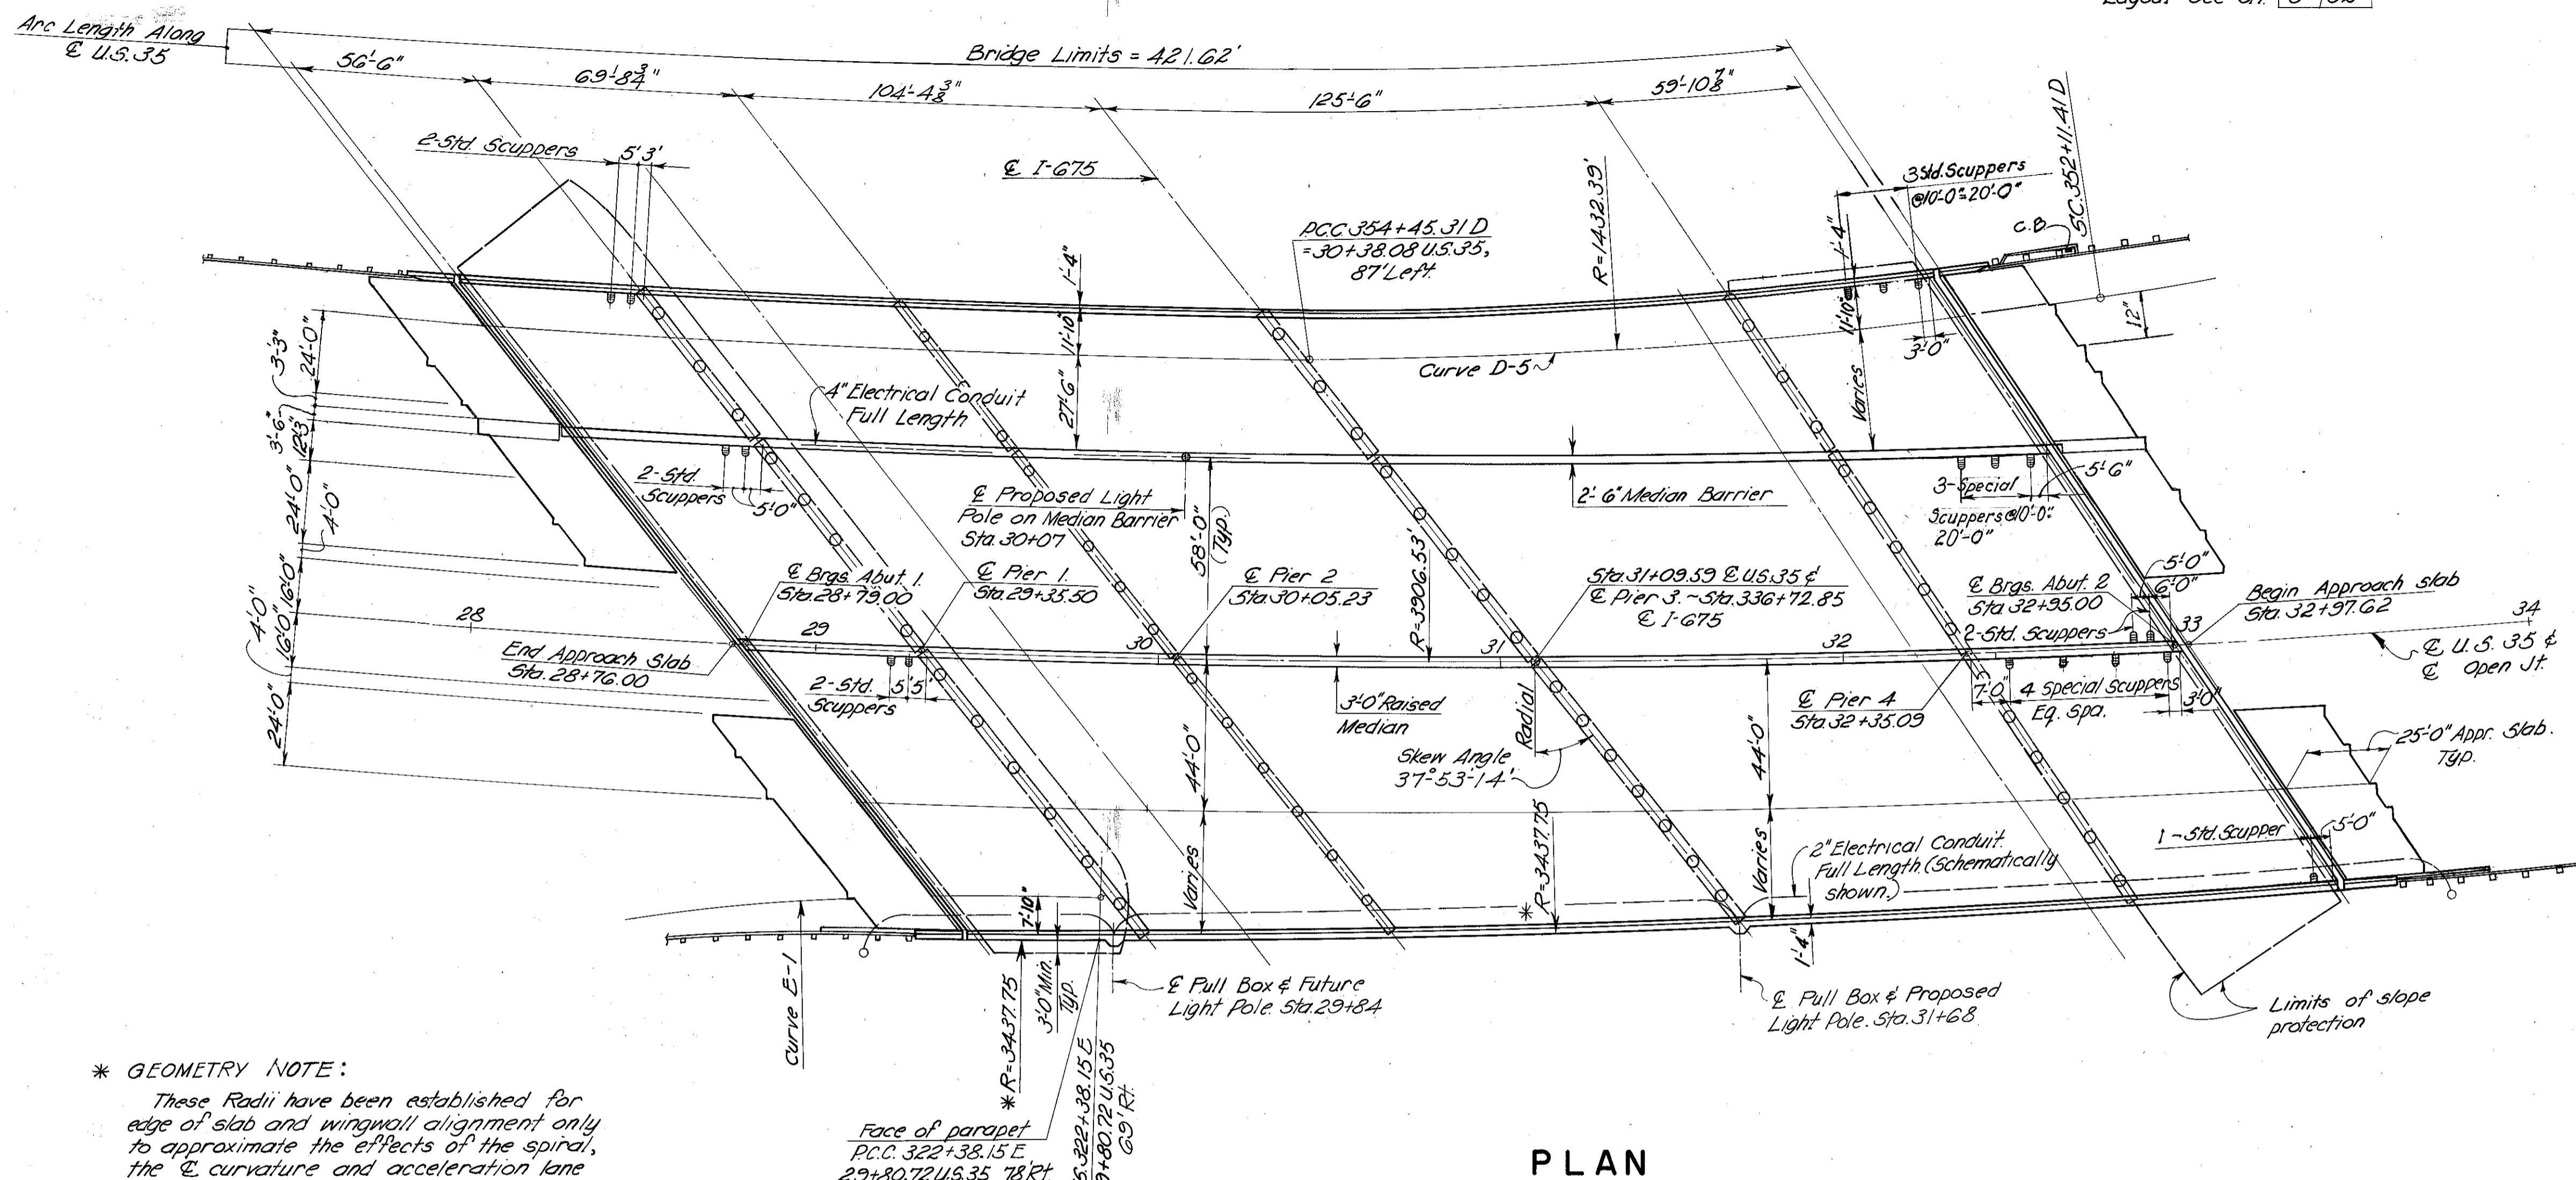 Arc Length Along
℄ U.S. 35
Bridge Limits = 421.62'
56'-6"
69'-8¾"
104'-4⅜"
125'-6"
59'-10⅞"
2-Std. Scuppers
5' 3'
℄ I-675
P.C.C. 354+45.31 D
=30+38.08 U.S. 35,
87' Left
R=1432.39'
3 Std. Scuppers
@10'-0"=20'-0"
C.B.
S.C. 352+11.41 D
1'-4"
11'-10"
27'-6"
1'-4"
11'-10"
3'-0"
12"
Varies
Curve D-5
4" Electrical Conduit
Full Length
24'-0"
3'-3"
3'-6"
12'-3"
24'-0"
4'-0"
16'-0"
16'-0"
4'-0"
24'-0"
2-Std.
Scuppers
5'-0"
℄ Proposed Light
Pole on Median Barrier
Sta. 30+07
58'-0"
(Typ.)
2'-6" Median Barrier
3-Special
Scuppers @10'-0"=
20'-0"
5'-6"
R=3906.53'
℄ Brgs. Abut. 1.
Sta. 28+79.00
℄ Pier 1.
Sta. 29+35.50
℄ Pier 2
Sta. 30+05.23
Sta. 31+09.59 ℄ U.S. 35 &
℄ Pier 3. ~ Sta. 336+72.85
℄ I-675
℄ Brgs. Abut. 2
Sta. 32+95.00
5'-0"
6'-0"
Begin Approach Slab
Sta. 32+97.62
2-Std. Scuppers
28
29
30
31
32
33
34
End Approach Slab
Sta. 28+76.00
℄ U.S. 35 &
℄ Open Jt.
2-Std.
Scuppers
5' 5'
3'-0" Raised
Median
Radial
℄ Pier 4
Sta. 32+35.09
7'-0"
4 Special Scuppers
Eq. Spa.
3'-0"
44'-0"
Skew Angle
37°-53'-14'
44'-0"
25'-0" Appr. Slab.
Typ.
Varies
* R=3437.75
Varies
2" Electrical Conduit.
Full Length. (Schematically
shown.)
1-Std. Scupper
5'-0"
7'-10"
1'-4"
Curve E-1
* R=3437.75
3'-0" Min.
Typ.
℄ Pull Box & Future
Light Pole. Sta. 29+84
℄ Pull Box & Proposed
Light Pole. Sta. 31+68
Limits of slope
protection
* GEOMETRY NOTE:
These Radii have been established for
edge of slab and wingwall alignment only
to approximate the effects of the spiral,
the ℄ curvature and acceleration lane
Face of parapet
P.C.C. 322+38.15 E
29+80.72 U.S. 35 78' Rt.
322+38.15 E
9+80.72 U.S. 35
69' Rt.
PLAN